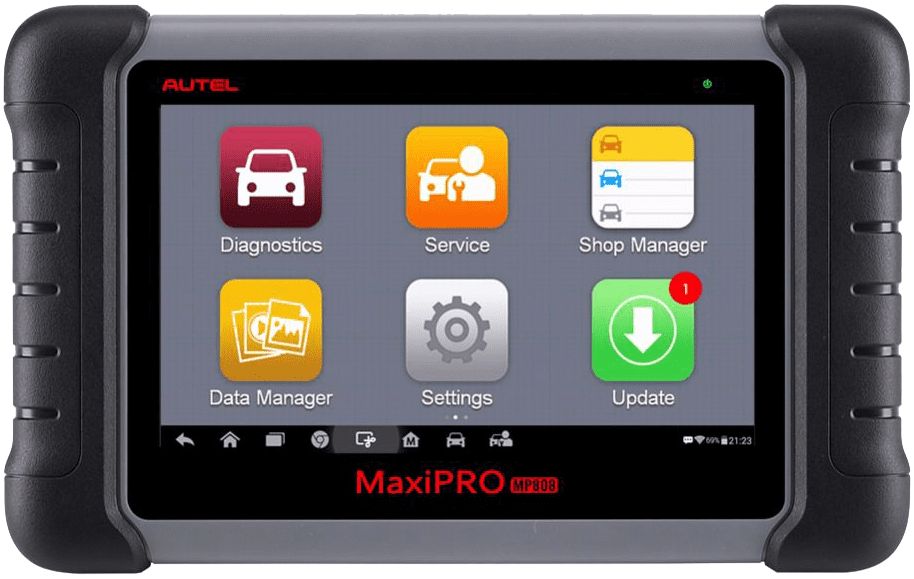 AUTEL
Diagnostics
Service
Shop Manager
1
Data Manager
Settings
Update
M
69%
21:23
MaxiPRO MP808